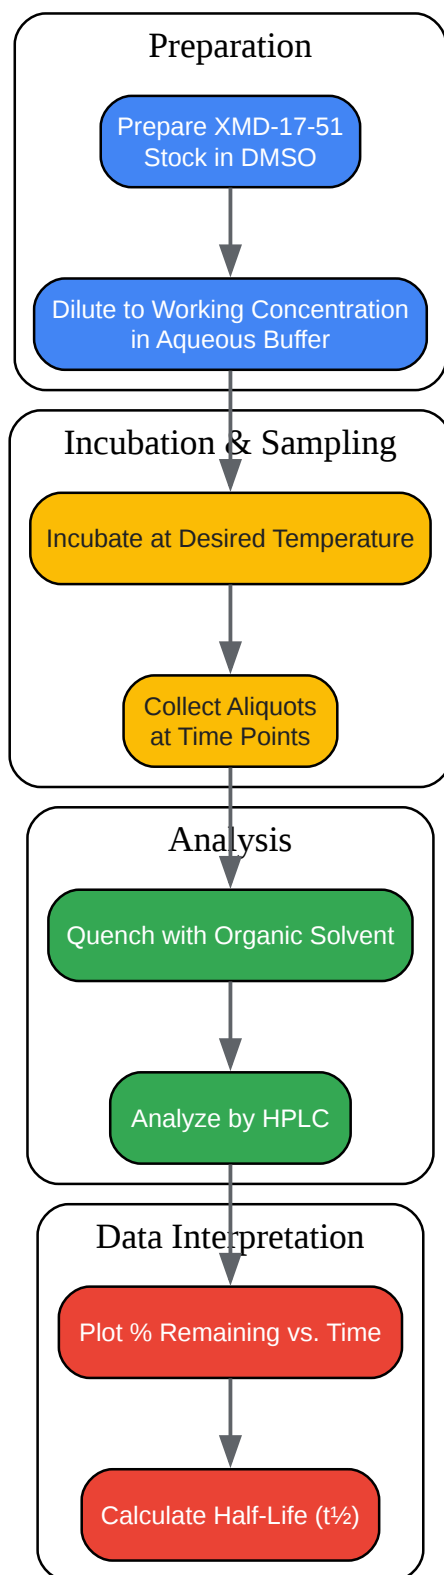 Preparation
Prepare XMD-17-51
Stock in DMSO
Dilute to Working Concentration
in Aqueous Buffer
Incubation & Sampling
Incubate at Desired Temperature
Collect Aliquots
at Time Points
Analysis
Quench with Organic Solvent
Analyze by HPLC
Data Interpretation
Plot % Remaining vs. Time
Calculate Half-Life (t½)